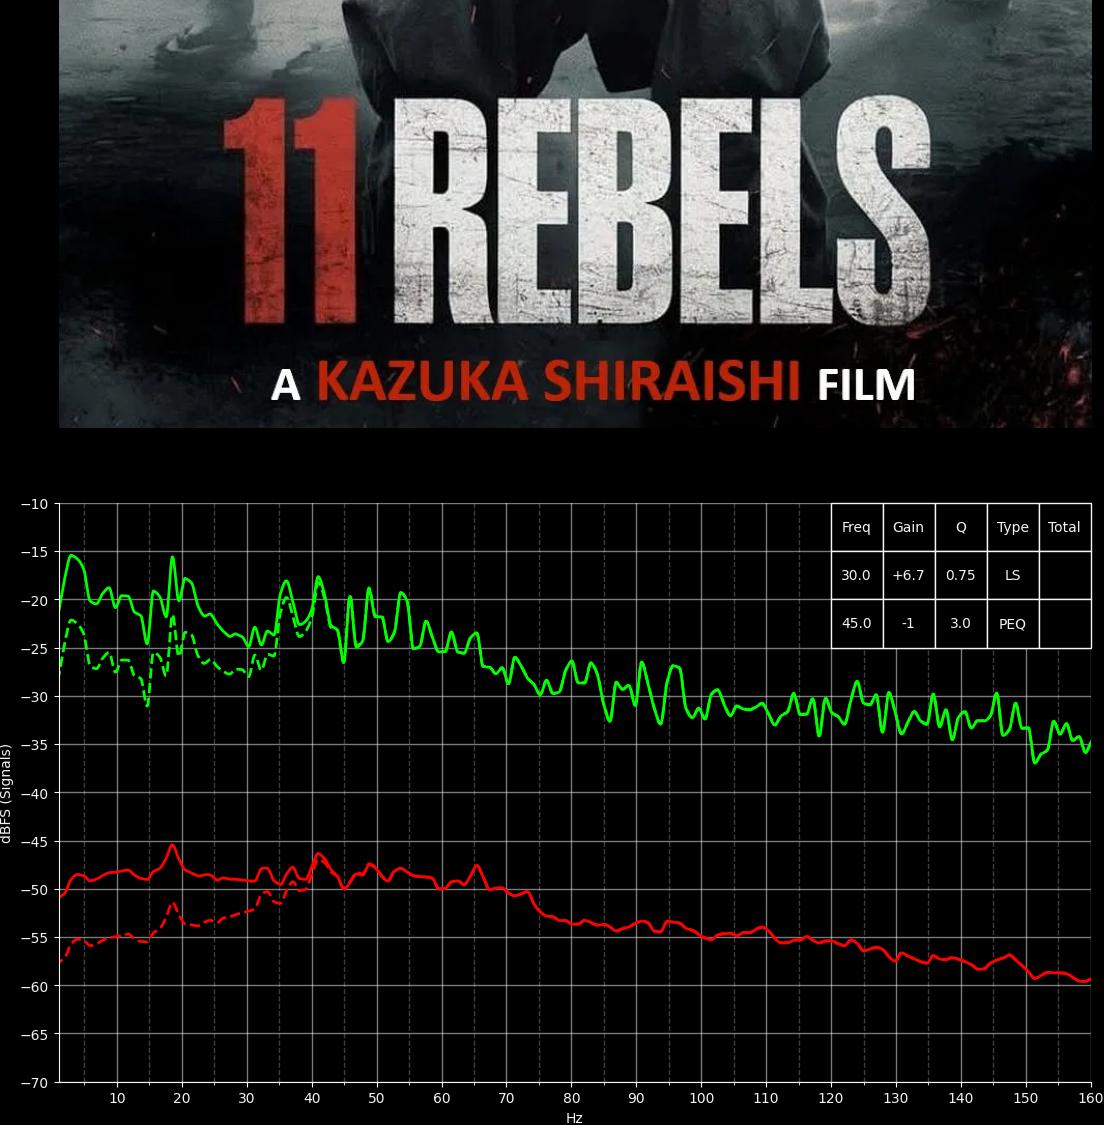 11 REBELS
A KAZUKA SHIRAISHI FILM
Freq Gain Q Type Total
30.0 +6.7 0.75 LS
45.0 -1 3.0 PEQ
−10
−15
−20
−25
−30
−35
−40
−45
−50
−55
−60
−65
−70
dBFS (Signals)
10 20 30 40 50 60 70 80 90 100 110 120 130 140 150 160
Hz